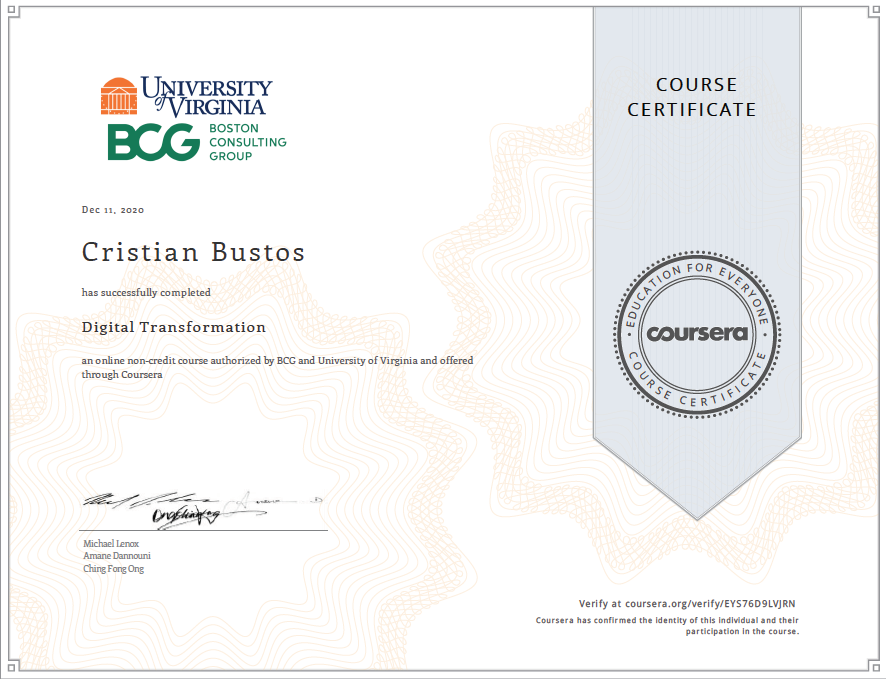 UNIVERSITY
of VIRGINIA
BCG
BOSTON
CONSULTING
GROUP
Dec 11, 2020
Cristian Bustos
has successfully completed
Digital Transformation
an online non-credit course authorized by BCG and University of Virginia and offered
through Coursera
Michael Lenox
Amane Dannouni
Ching Fong Ong
COURSE
CERTIFICATE
EDUCATION FOR EVERYONE
coursera
COURSE CERTIFICATE
Verify at coursera.org/verify/EYS76D9LVJRN
Coursera has confirmed the identity of this individual and their
participation in the course.